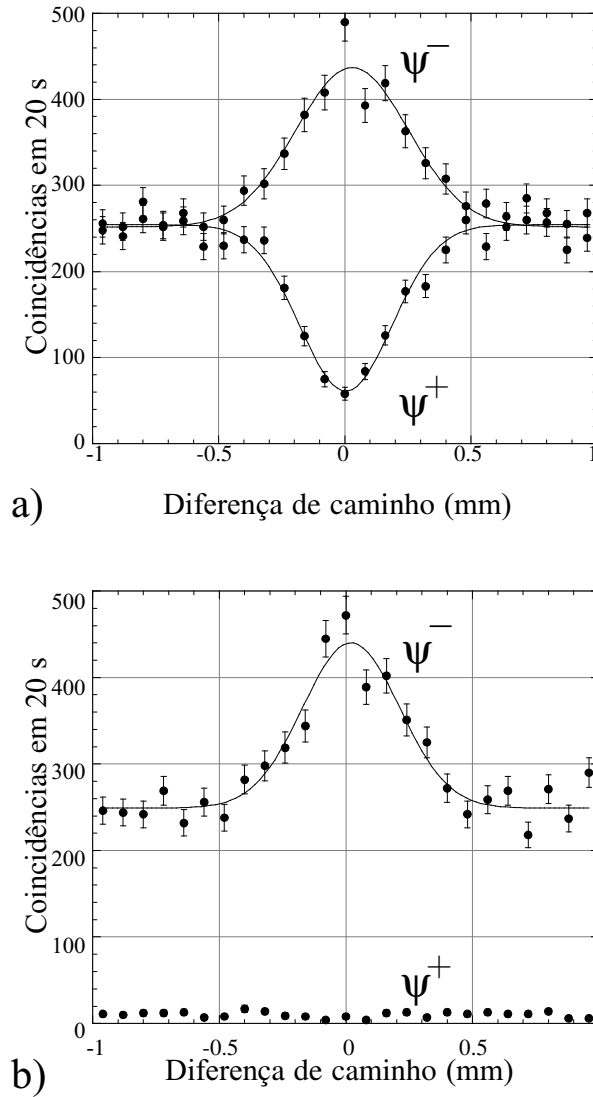 500
400
300
200
100
0
Coincidências em 20 s
ψ−
ψ+
-1 -0.5 0 0.5 1
a) Diferença de caminho (mm)
500
400
300
200
100
0
Coincidências em 20 s
ψ−
ψ+
-1 -0.5 0 0.5 1
b) Diferença de caminho (mm)